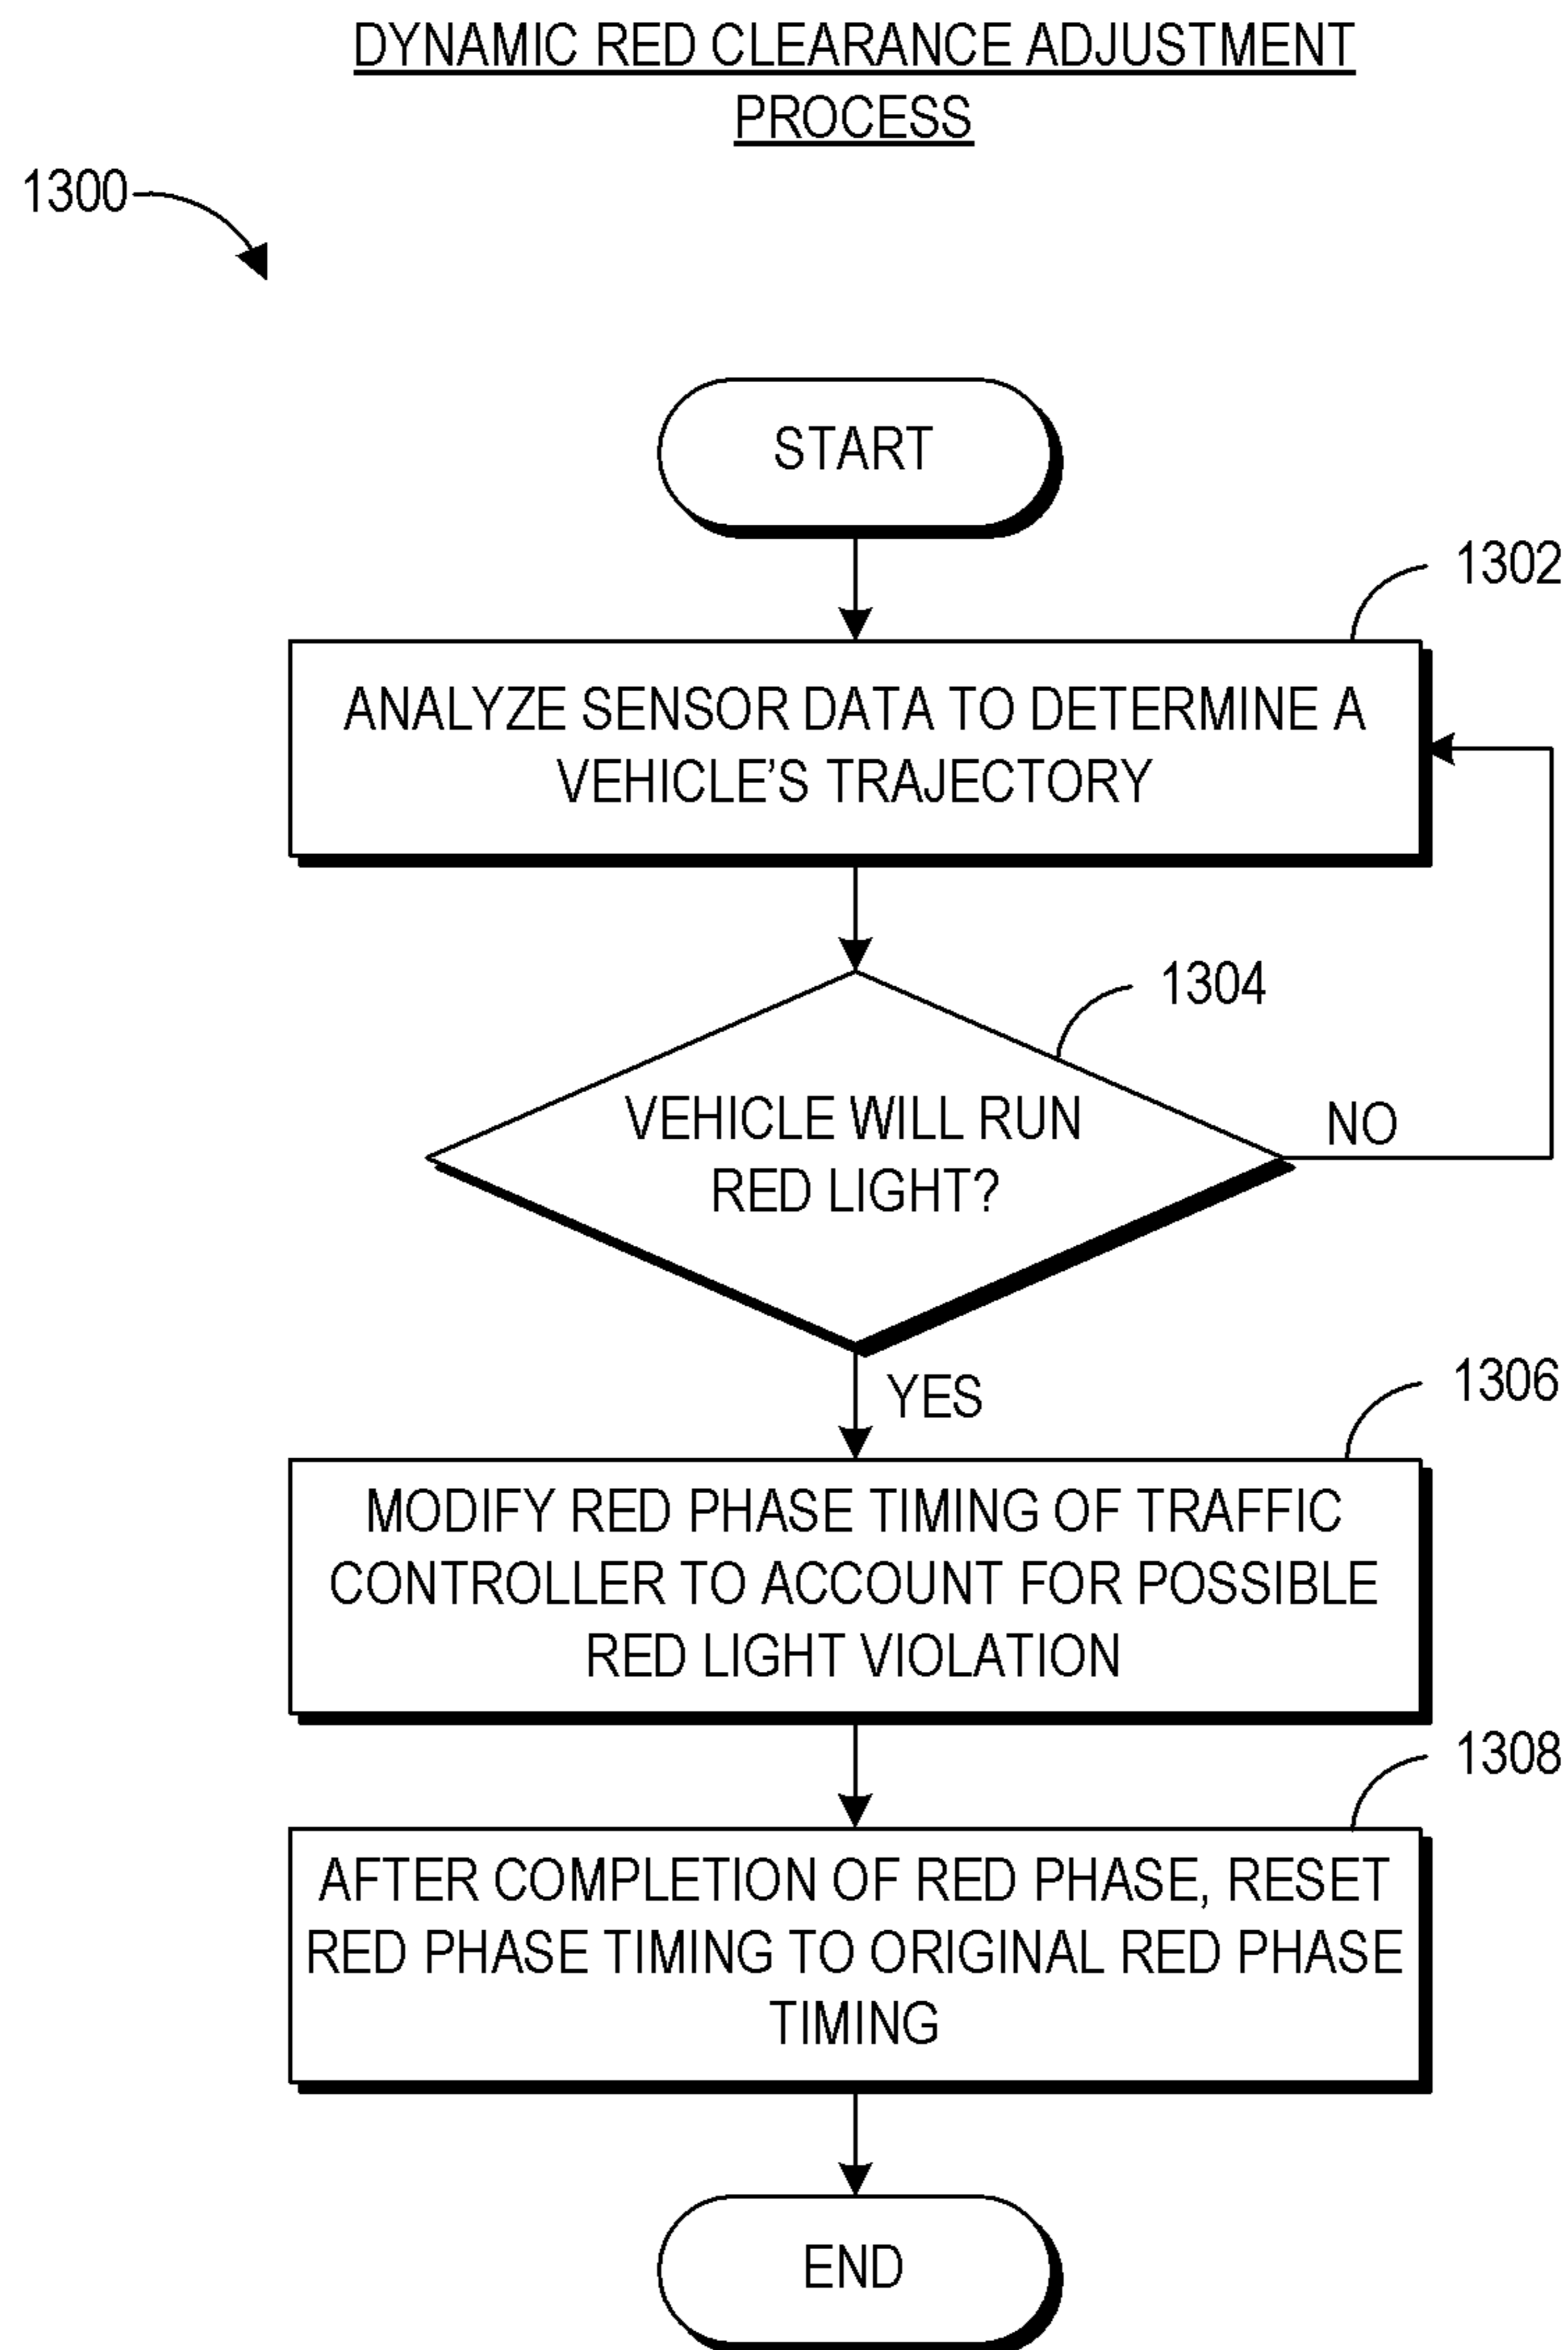 DYNAMIC RED CLEARANCE ADJUSTMENT
PROCESS
1300
START
1302
ANALYZE SENSOR DATA TO DETERMINE A
VEHICLE’S TRAJECTORY
1304
VEHICLE WILL RUN
RED LIGHT?
NO
YES
1306
MODIFY RED PHASE TIMING OF TRAFFIC
CONTROLLER TO ACCOUNT FOR POSSIBLE
RED LIGHT VIOLATION
1308
AFTER COMPLETION OF RED PHASE, RESET
RED PHASE TIMING TO ORIGINAL RED PHASE
TIMING
END